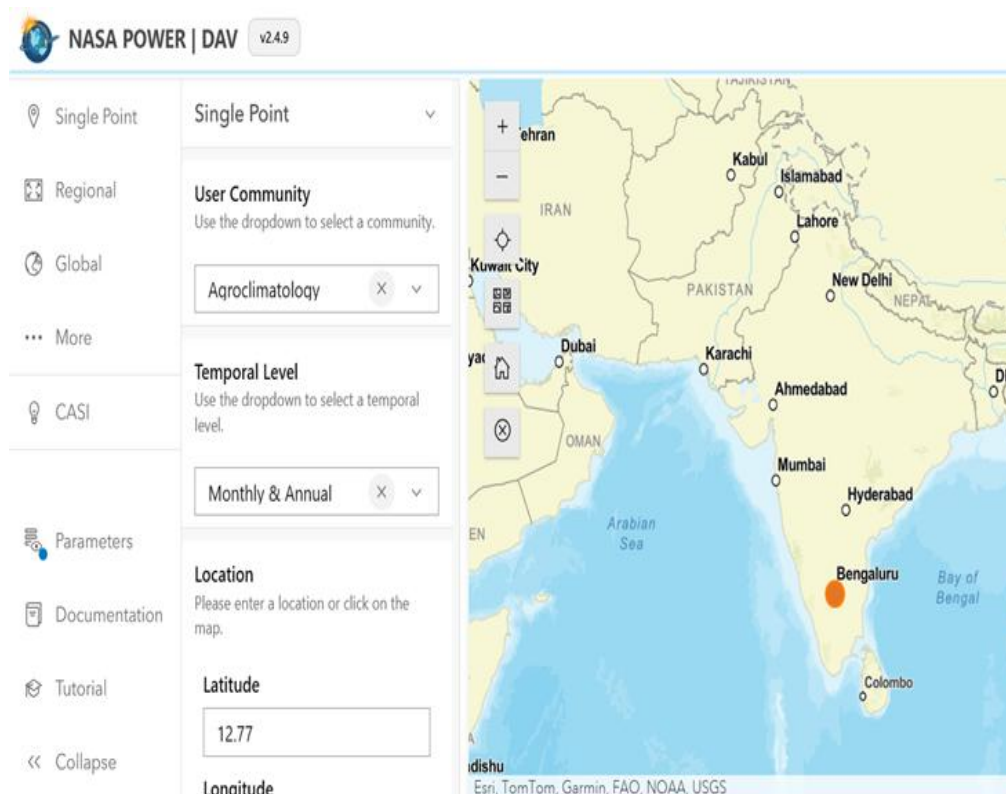 NASA POWER | DAV v2.4.9
Single Point
Regional
Global
More
CASI
Parameters
Documentation
Tutorial
Collapse
Single Point
User Community
Use the dropdown to select a community.
Agroclimatology
Temporal Level
Use the dropdown to select a temporal
level.
Monthly & Annual
Location
Please enter a location or click on the
map.
Latitude
12.77
Longitude
TAJIKISTAN
ehran
Kabul
Islamabad
IRAN
Lahore
Kuwait City
PAKISTAN
New Delhi
NEPAL
Dubai
Karachi
Ahmedabad
OMAN
Mumbai
Hyderabad
EN
Arabian
Sea
Bengaluru
Bay of
Bengal
Colombo
dishu
Esri, TomTom, Garmin, FAO, NOAA, USGS